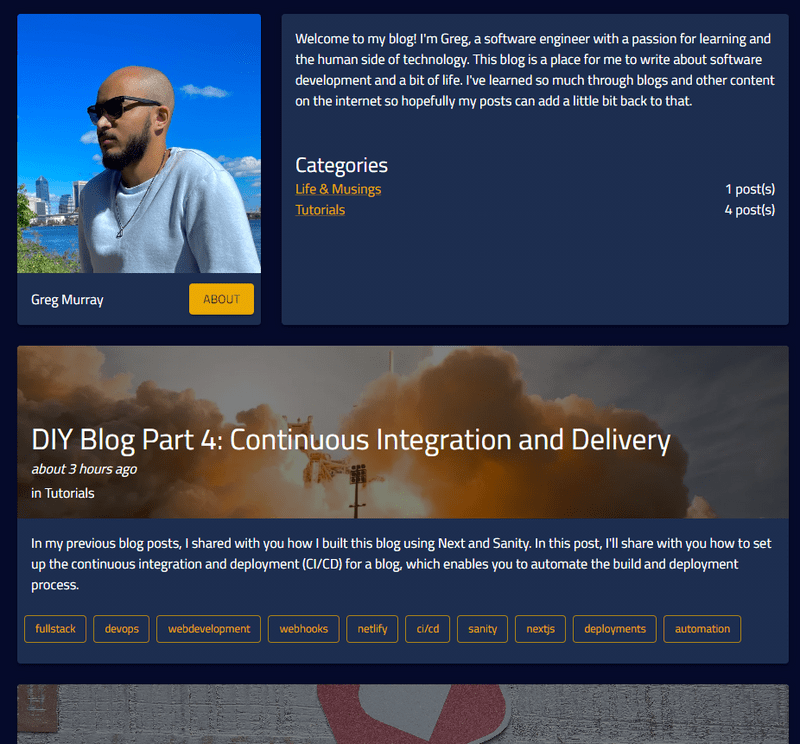 Welcome to my blog! I'm Greg, a software engineer with a passion for learning and
the human side of technology. This blog is a place for me to write about software
development and a bit of life. I've learned so much through blogs and other content
on the internet so hopefully my posts can add a little bit back to that.
Categories
Life & Musings 1 post(s)
Tutorials 4 post(s)
Greg Murray ABOUT
DIY Blog Part 4: Continuous Integration and Delivery
about 3 hours ago
in Tutorials
In my previous blog posts, I shared with you how I built this blog using Next and Sanity. In this post, I'll share with you how to set
up the continuous integration and deployment (CI/CD) for a blog, which enables you to automate the build and deployment
process.
fullstack devops webdevelopment webhooks netlify ci/cd sanity nextjs deployments automation